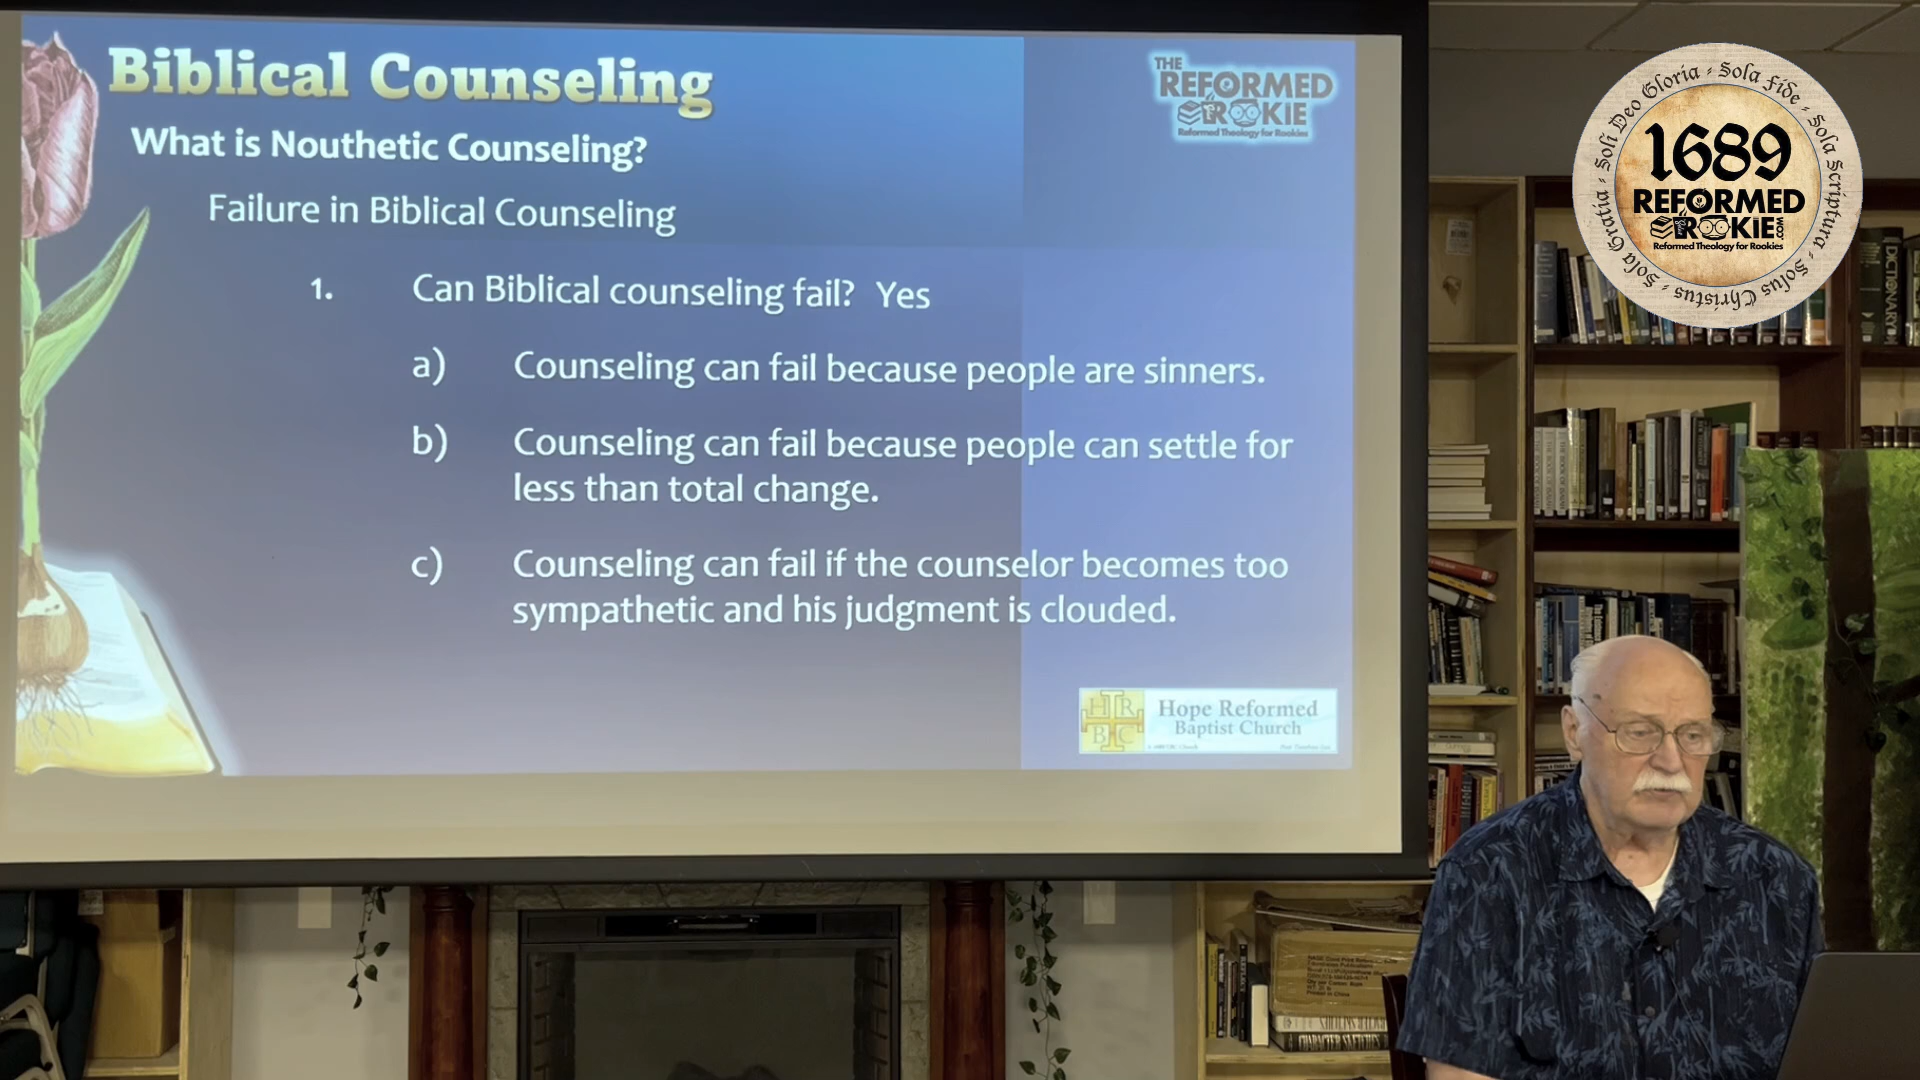 Biblical Counseling
What is Nouthetic Counseling?
Failure in Biblical Counseling
1. Can Biblical counseling fail? Yes
a) Counseling can fail because people are sinners.
b) Counseling can fail because people can settle for
less than total change.
c) Counseling can fail if the counselor becomes too
sympathetic and his judgment is clouded.
THE
REFORMED
ROOKIE
Reformed Theology for Rookies
H R
B C
Hope Reformed
Baptist Church
Sola Gratia - Soli Deo Gloria - Sola Fide - Sola Scriptura - Solus Christus -
1689
REFORMED
ROOKIE.COM
Reformed Theology for Rookies
DICTIONARY